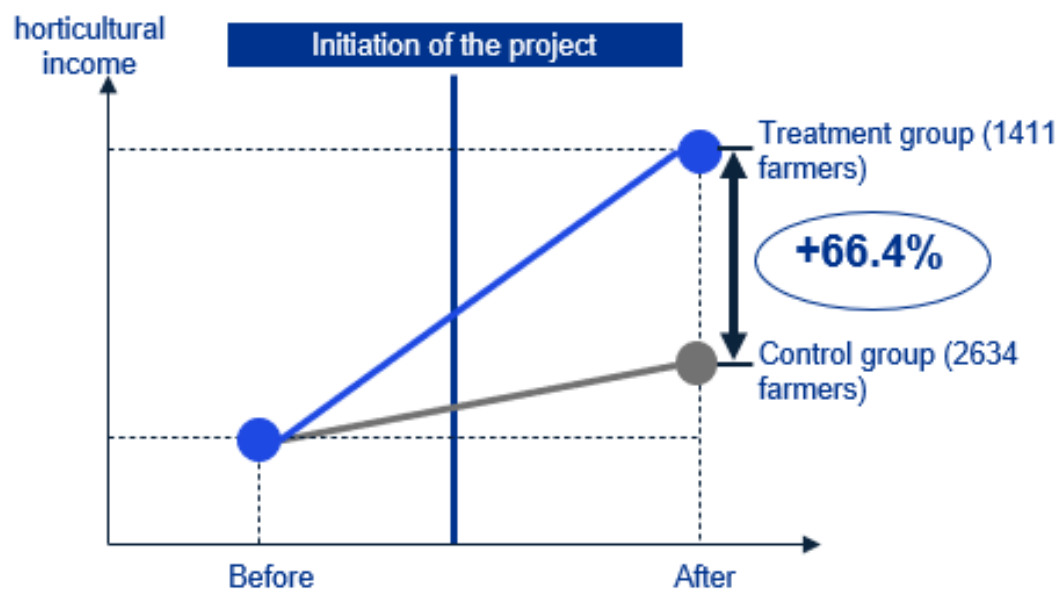 horticultural
income
Initiation of the project
Treatment group (1411
farmers)
+66.4%
Control group (2634
farmers)
Before
After